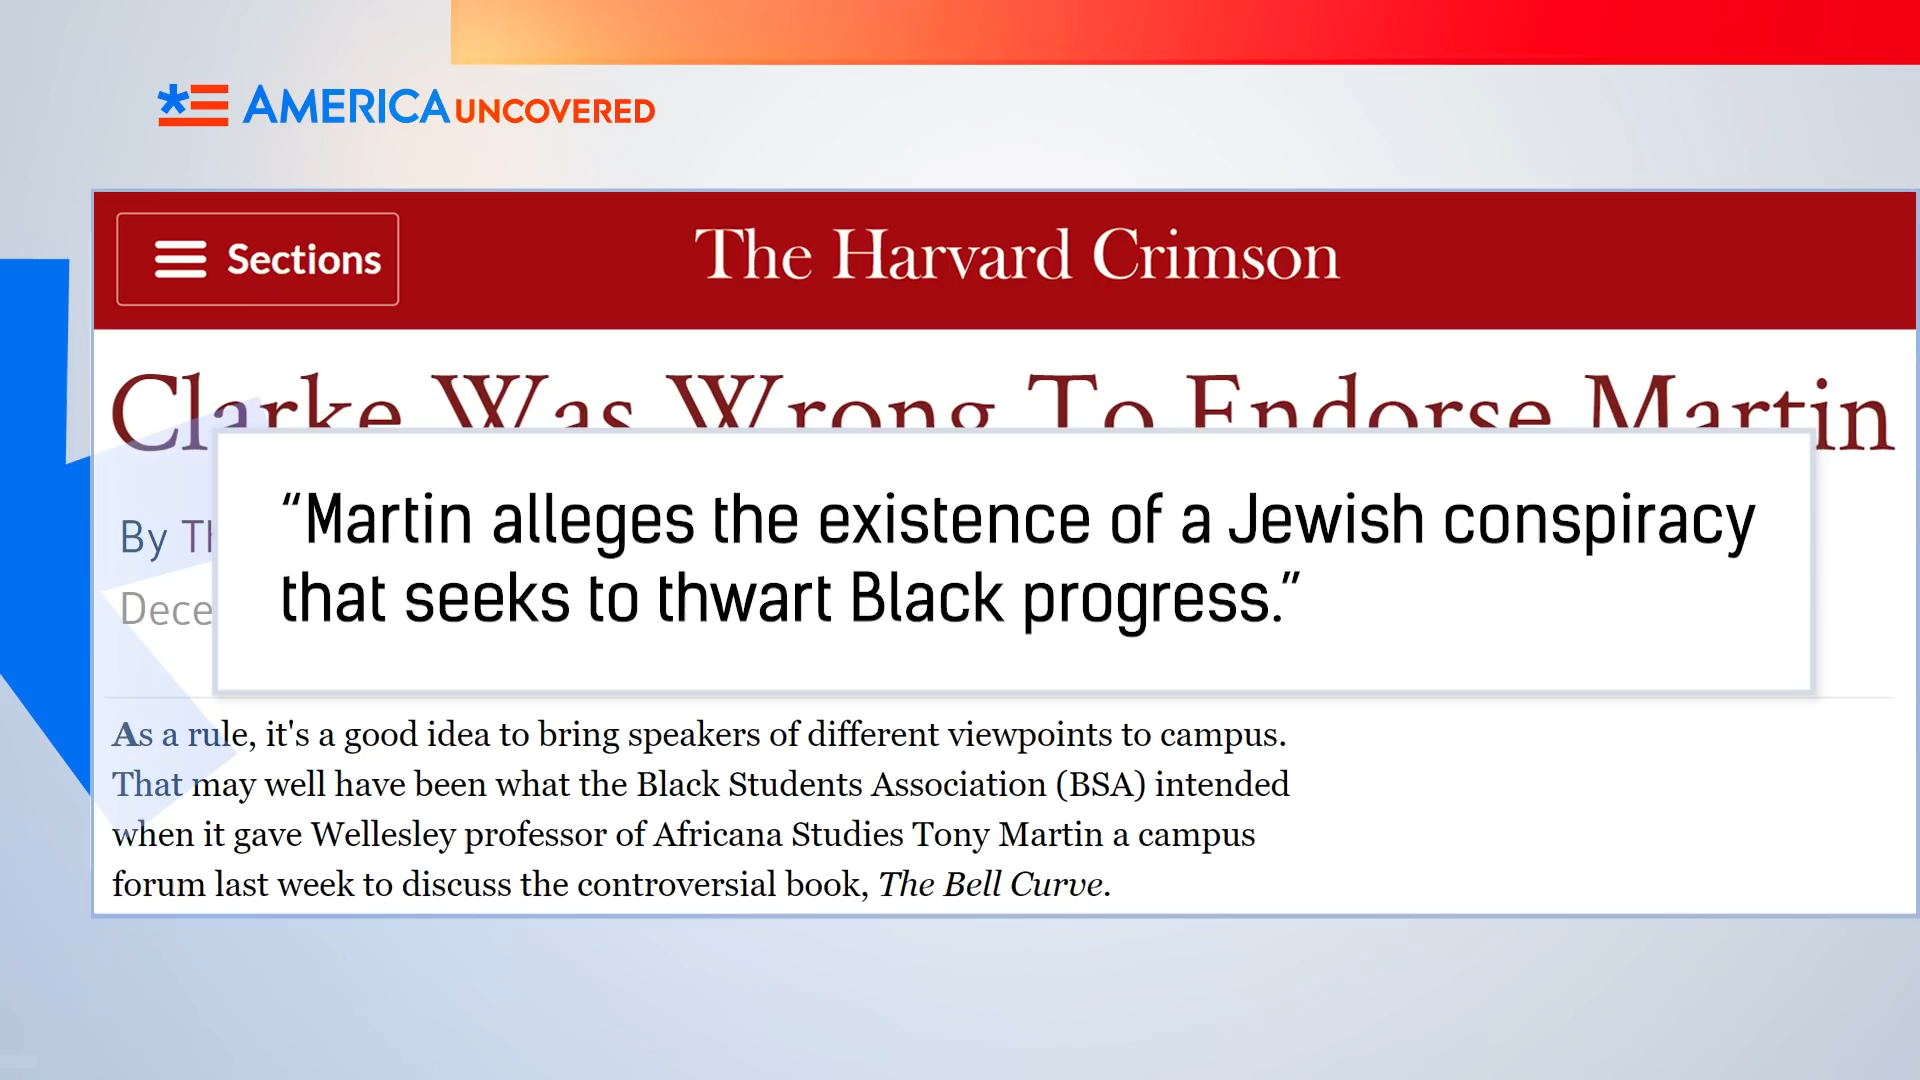 AMERICA UNCOVERED
Sections
The Harvard Crimson
Clarke Was Wrong To Endorse Martin
“Martin alleges the existence of a Jewish conspiracy
that seeks to thwart Black progress.”
By
As a rule, it's a good idea to bring speakers of different viewpoints to campus.
That may well have been what the Black Students Association (BSA) intended
when it gave Wellesley professor of Africana Studies Tony Martin a campus
forum last week to discuss the controversial book, The Bell Curve.